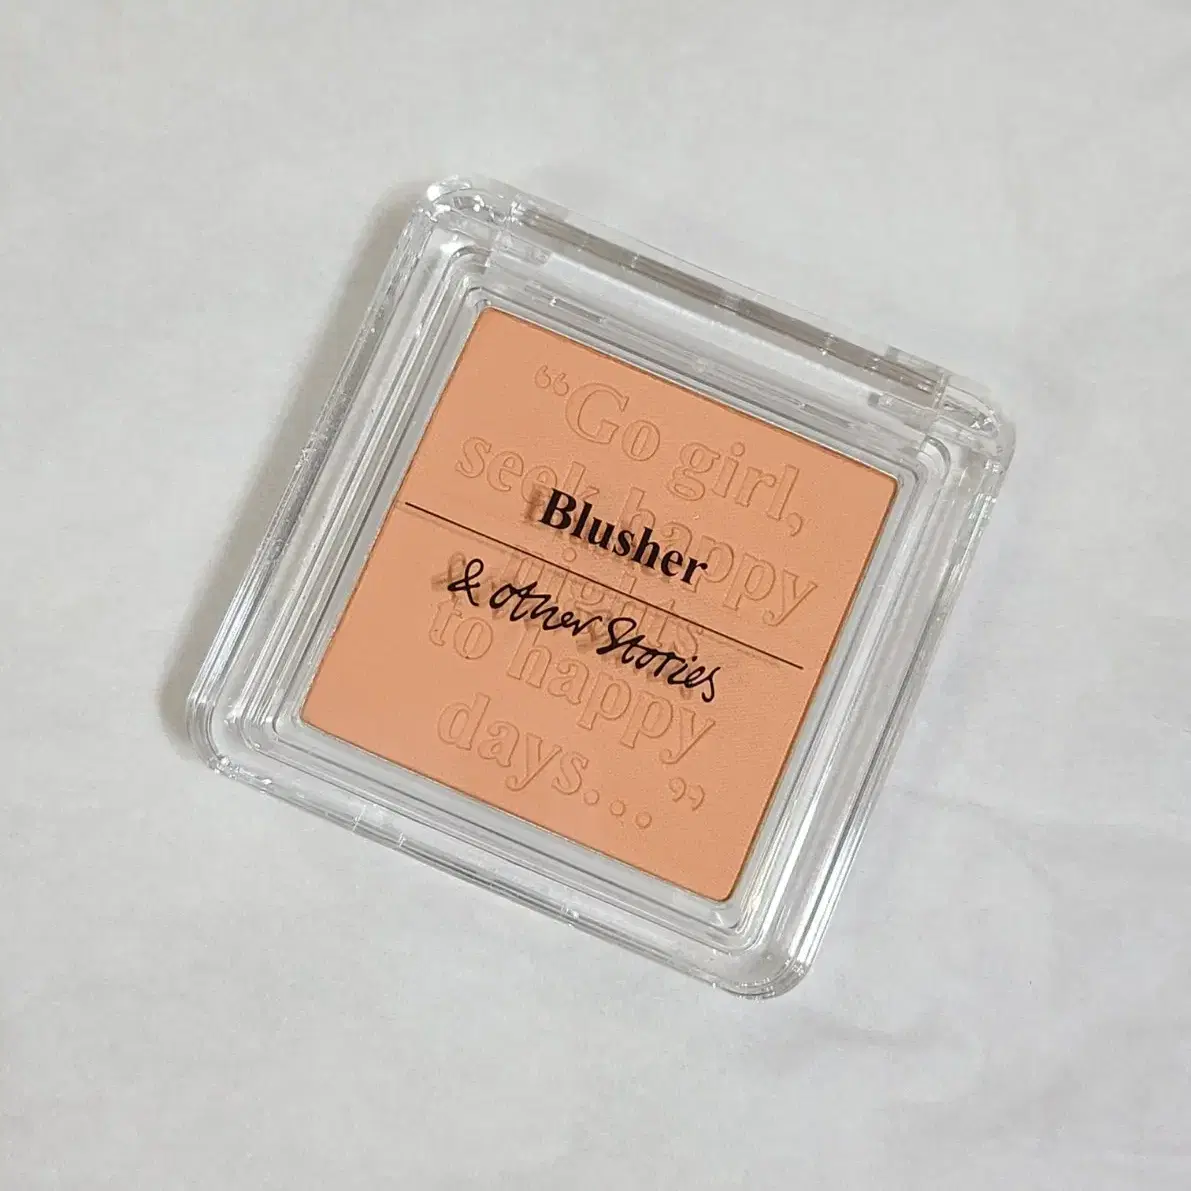 “Go girl,
seek happy
nights
to happy
days...”
Blusher
& other Stories